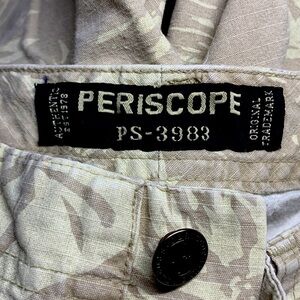 AUTHENTIC
EST. 1978
PERISCOPE
PS-3983
ORIGINAL
TRADEMARK